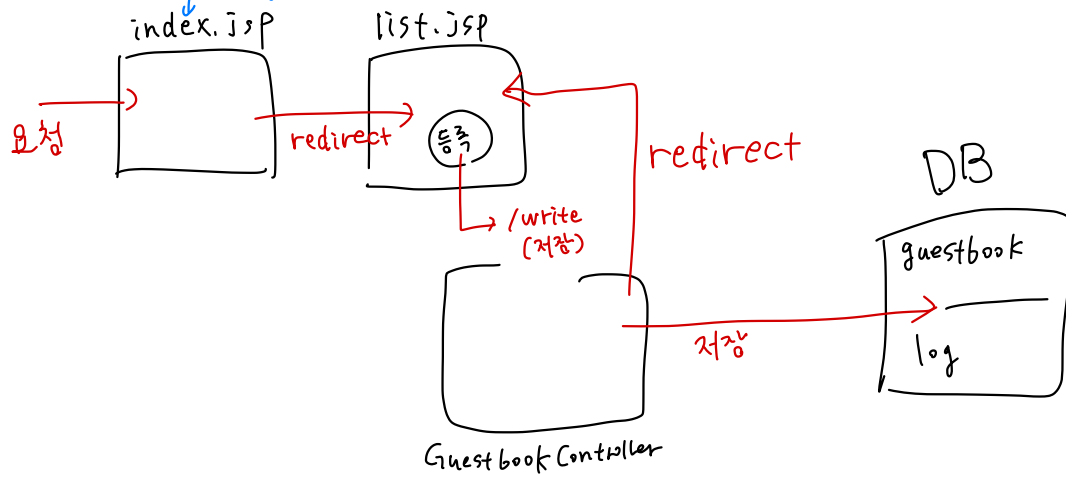 index.jsp
list.jsp
요청
redirect
등록
redirect
/write
(저장)
DB
guestbook
저장
log
GuestbookController